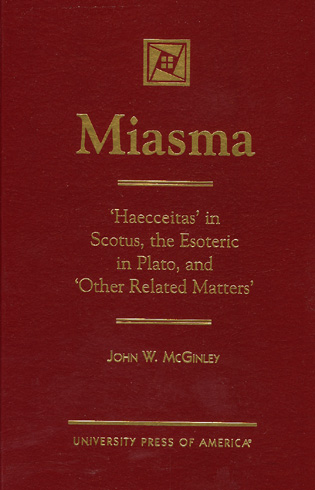 Miasma
‘Haecceitas’ in
Scotus, the Esoteric
in Plato, and
‘Other Related Matters’
JOHN W. MCGINLEY
UNIVERSITY PRESS OF AMERICA®